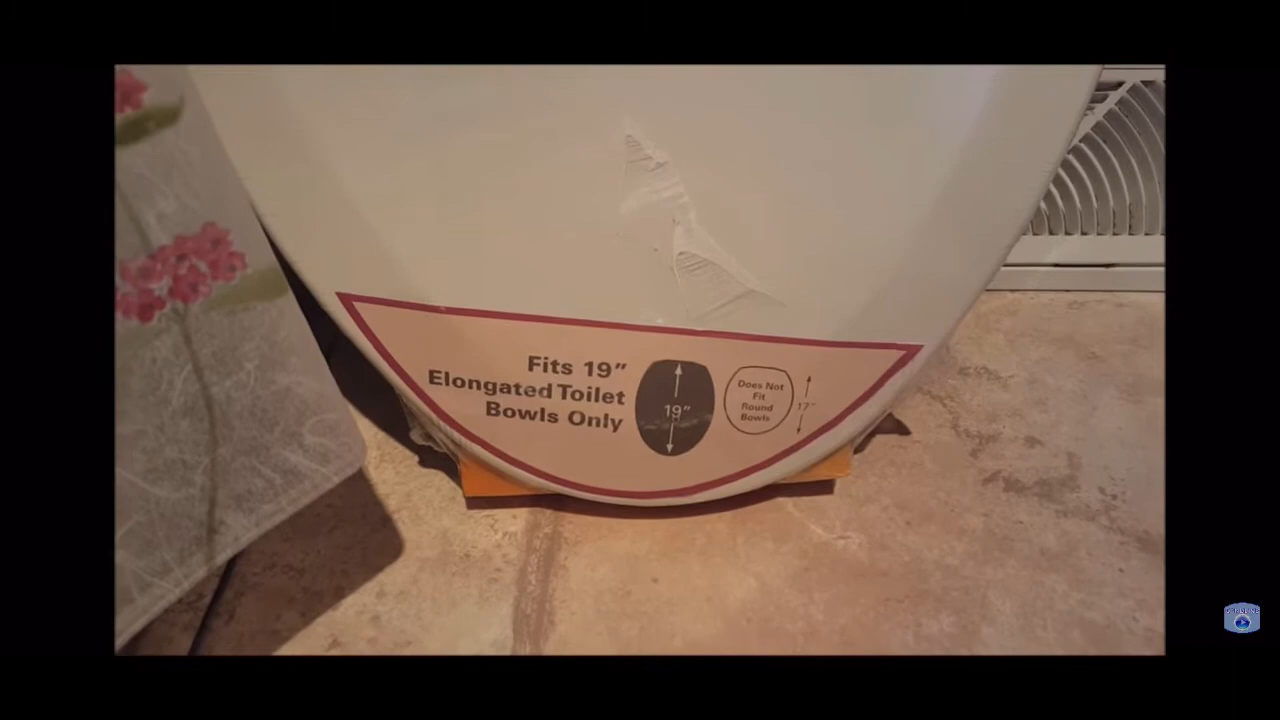 Fits 19"
Elongated Toilet
Bowls Only
19"
Does Not
Fit
Round
Bowls
17"